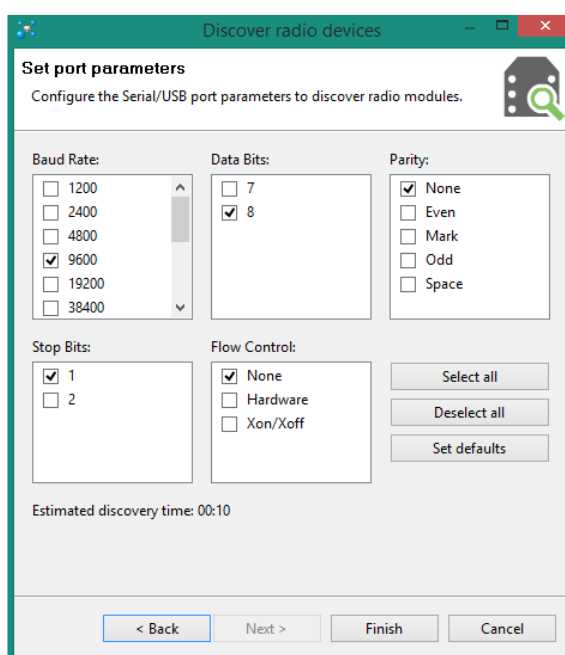 Discover radio devices
Set port parameters
Configure the Serial/USB port parameters to discover radio modules.
Baud Rate:
1200
2400
4800
9600
19200
38400
Data Bits:
7
8
Parity:
None
Even
Mark
Odd
Space
Stop Bits:
1
2
Flow Control:
None
Hardware
Xon/Xoff
Select all
Deselect all
Set defaults
Estimated discovery time: 00:10
< Back
Next >
Finish
Cancel